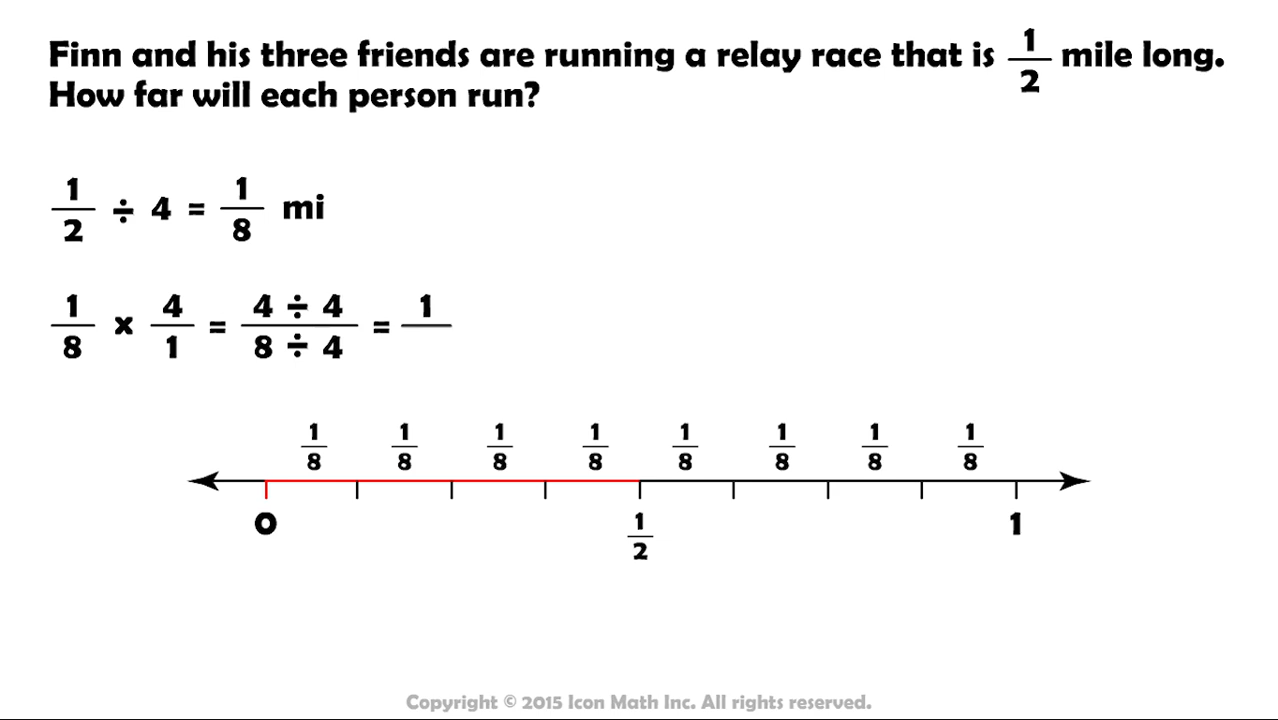 Finn and his three friends are running a relay race that is 1/2 mile long.
How far will each person run?
1/2 ÷ 4 = 1/8 mi
1/8 x 4/1 = 4 ÷ 4 / 8 ÷ 4 = 1/
1/8 1/8 1/8 1/8 1/8 1/8 1/8 1/8
0 1/2 1
Copyright © 2015 Icon Math Inc. All rights reserved.